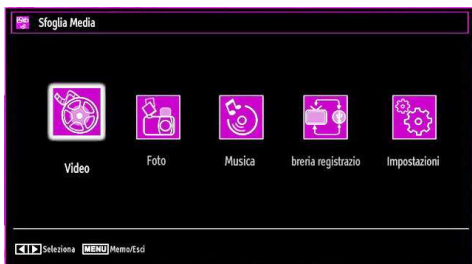 Sfoglia Media
Video
Foto
Musica
breria registrazio
Impostazioni
Seleziona MENU Memo/Esci